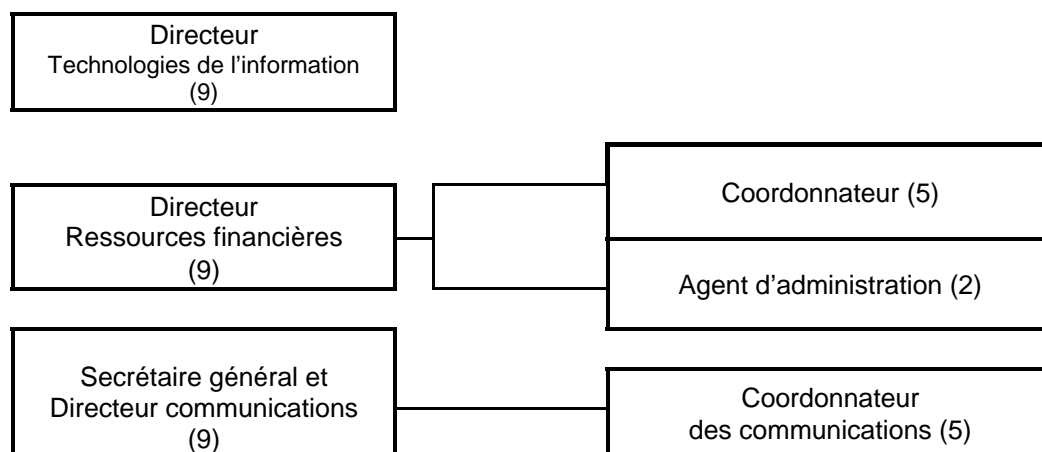 Directeur
Technologies de l’information
(9)
Directeur
Ressources financières
(9)
Coordonnateur (5)
Agent d’administration (2)
Secrétaire général et
Directeur communications
(9)
Coordonnateur
des communications (5)